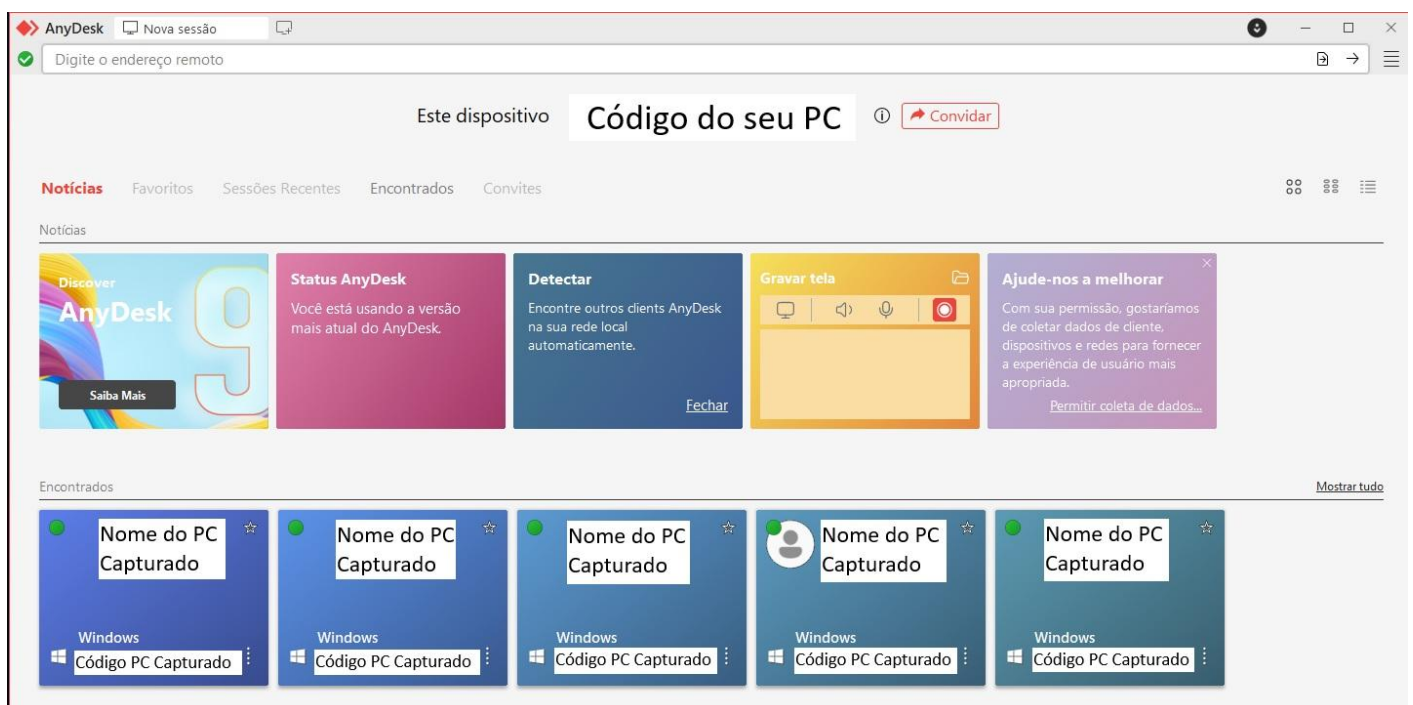 AnyDesk Nova sessão
Digite o endereço remoto
Este dispositivo Código do seu PC Convidar
Notícias Favoritos Sessões Recentes Encontrados Convites
Notícias
Discover
AnyDesk
9
Saiba Mais
Status AnyDesk
Você está usando a versão
mais atual do AnyDesk.
Detectar
Encontre outros clients AnyDesk
na sua rede local
automaticamente.
Fechar
Gravar tela
Ajude-nos a melhorar
Com sua permissão, gostaríamos
de coletar dados de cliente,
dispositivos e redes para fornecer
a experiência de usuário mais
apropriada.
Permitir coleta de dados...
Encontrados Mostrar tudo
Nome do PC
Capturado
Windows
Código PC Capturado
Nome do PC
Capturado
Windows
Código PC Capturado
Nome do PC
Capturado
Windows
Código PC Capturado
Nome do PC
Capturado
Windows
Código PC Capturado
Nome do PC
Capturado
Windows
Código PC Capturado